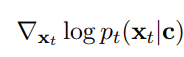 ∇_{𝐱_t} log p_t(𝐱_t|𝐜)